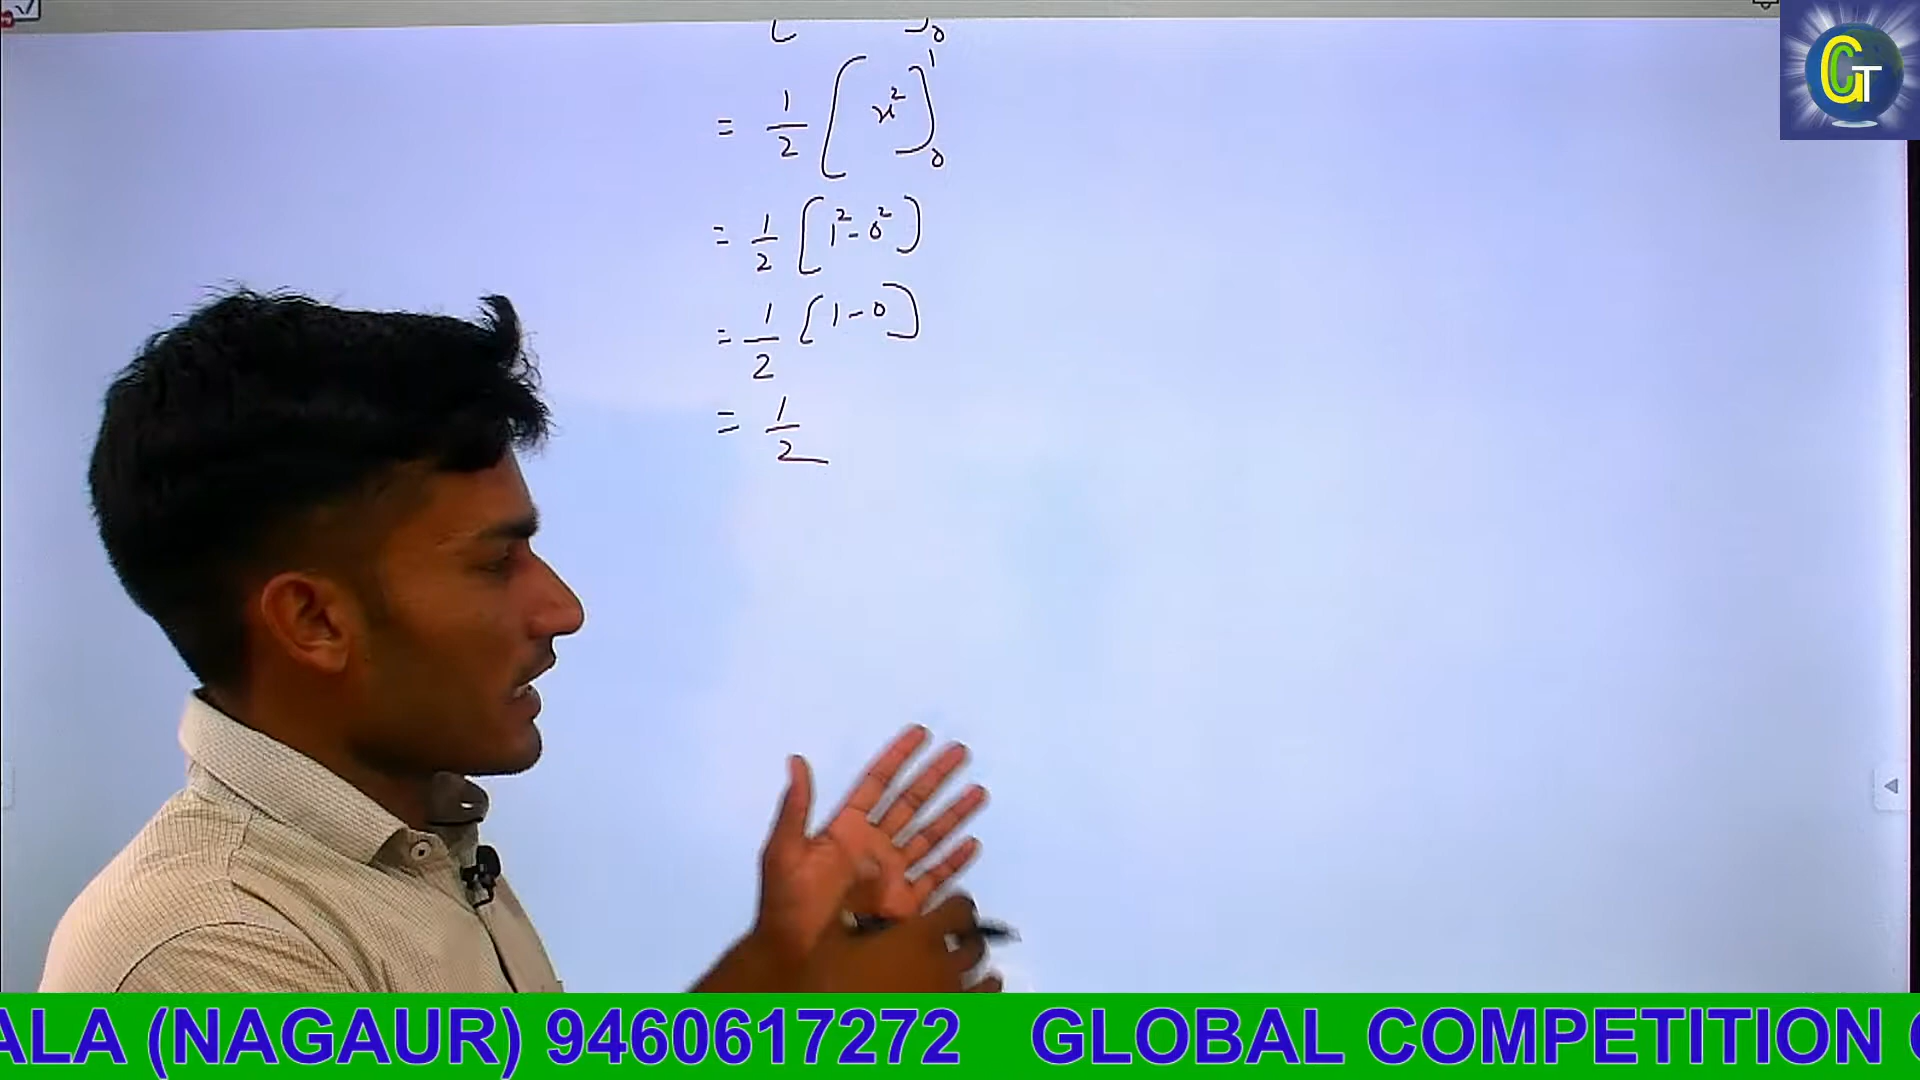 = 1/2 [x²]₀¹
= 1/2 [1² - 0²]
= 1/2 [1 - 0]
= 1/2
GT
ALA (NAGAUR) 9460617272 GLOBAL COMPETITION